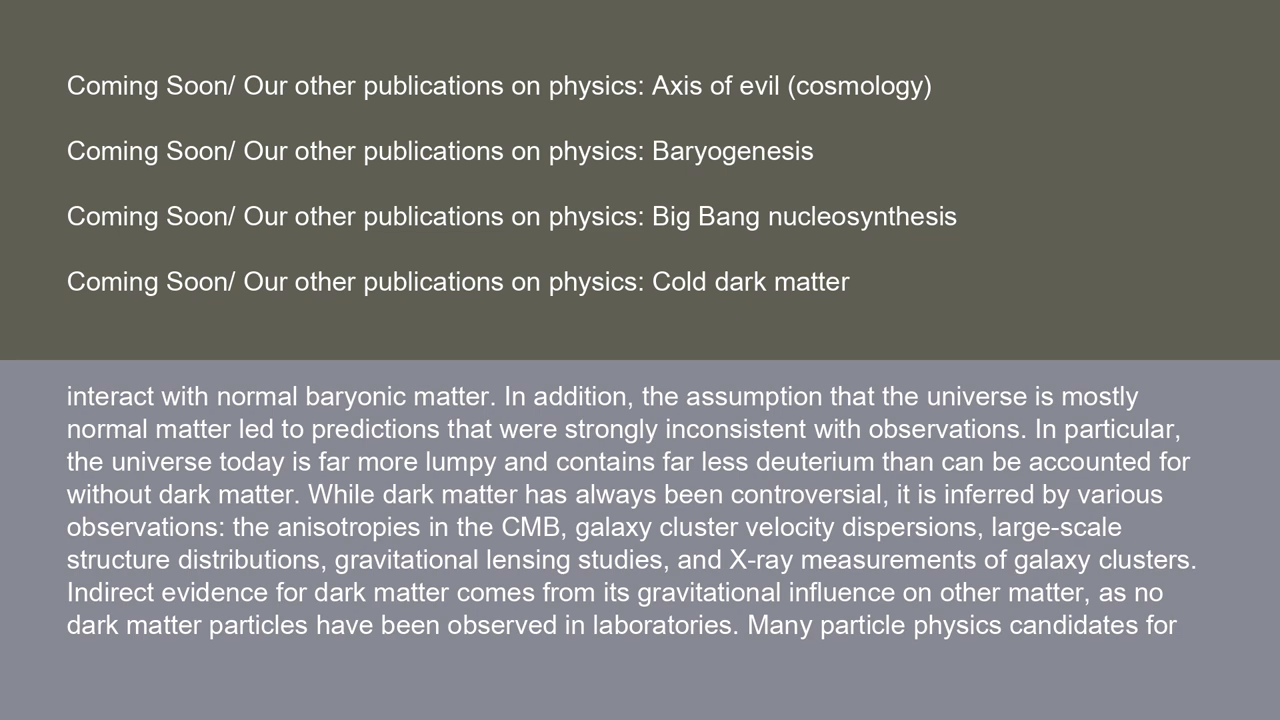 Coming Soon/ Our other publications on physics: Axis of evil (cosmology)
Coming Soon/ Our other publications on physics: Baryogenesis
Coming Soon/ Our other publications on physics: Big Bang nucleosynthesis
Coming Soon/ Our other publications on physics: Cold dark matter
interact with normal baryonic matter. In addition, the assumption that the universe is mostly
normal matter led to predictions that were strongly inconsistent with observations. In particular,
the universe today is far more lumpy and contains far less deuterium than can be accounted for
without dark matter. While dark matter has always been controversial, it is inferred by various
observations: the anisotropies in the CMB, galaxy cluster velocity dispersions, large-scale
structure distributions, gravitational lensing studies, and X-ray measurements of galaxy clusters.
Indirect evidence for dark matter comes from its gravitational influence on other matter, as no
dark matter particles have been observed in laboratories. Many particle physics candidates for